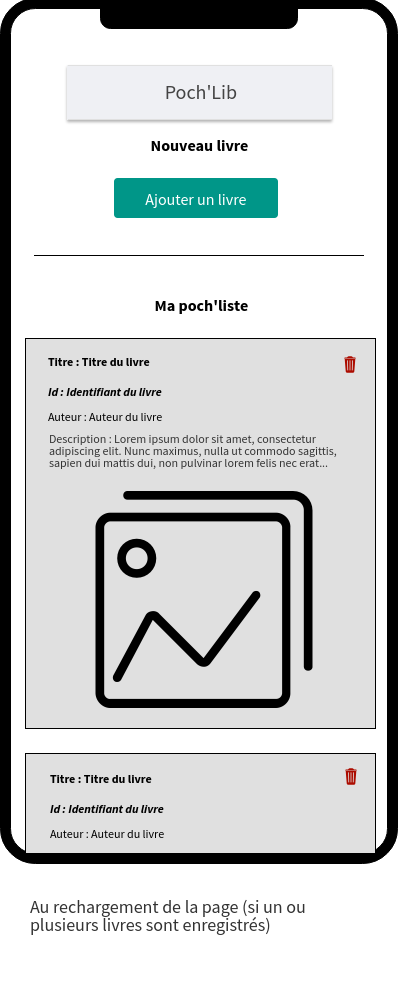 Poch'Lib
Nouveau livre
Ajouter un livre
Ma poch'liste
Titre : Titre du livre
Id : Identifiant du livre
Auteur : Auteur du livre
Description : Lorem ipsum dolor sit amet, consectetur
adipiscing elit. Nunc maximus, nulla ut commodo sagittis,
sapien dui mattis dui, non pulvinar lorem felis nec erat...
Titre : Titre du livre
Id : Identifiant du livre
Auteur : Auteur du livre
Au rechargement de la page (si un ou
plusieurs livres sont enregistrés)